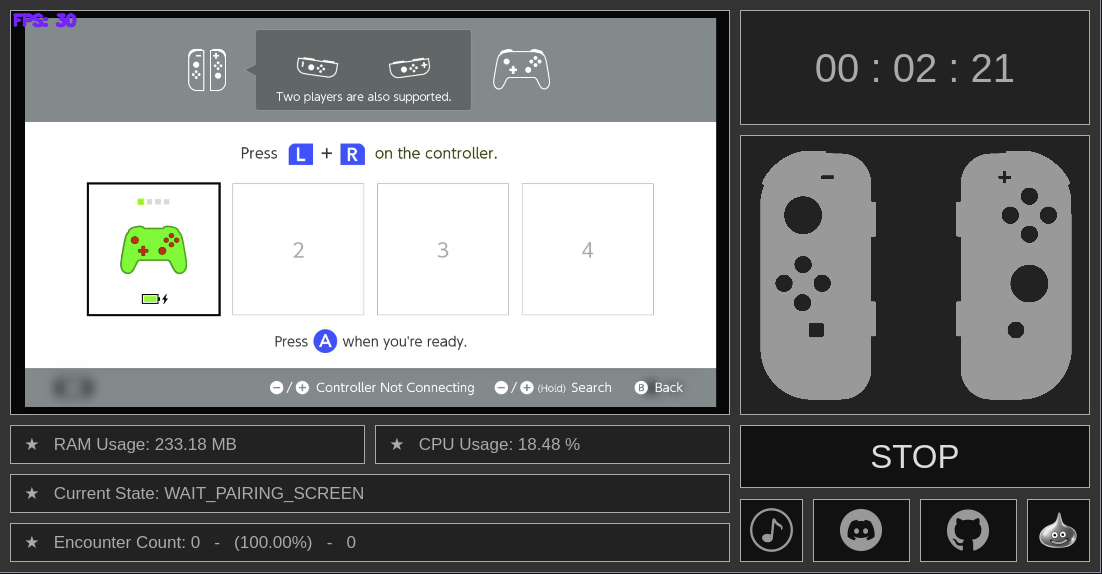 FPS: 30
Two players are also supported.
Press L + R on the controller.
2
3
4
Press A when you're ready.
−/+ Controller Not Connecting −/+ (Hold) Search B Back
00 : 02 : 21
★ RAM Usage: 233.18 MB
★ CPU Usage: 18.48 %
★ Current State: WAIT_PAIRING_SCREEN
★ Encounter Count: 0 - (100.00%) - 0
STOP